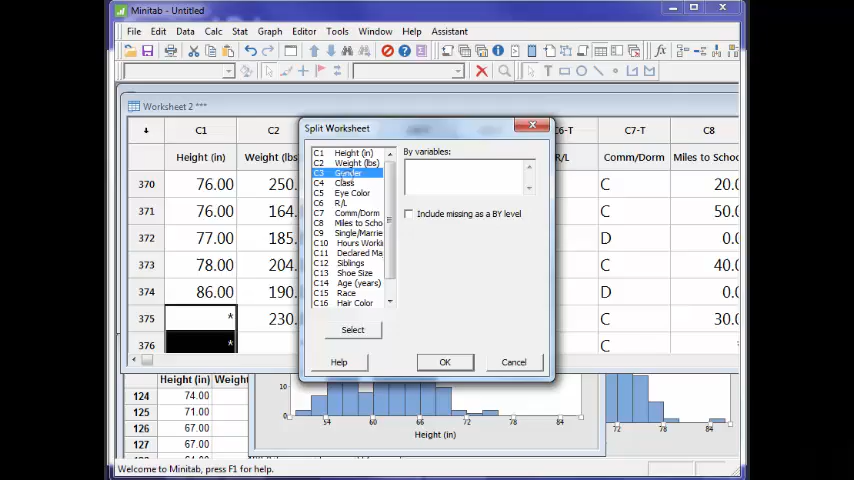 Minitab - Untitled
File Edit Data Calc Stat Graph Editor Tools Window Help Assistant
Worksheet 2 ***
C1 C2 C6-T C7-T C8
Height (in) Weight (lbs R/L Comm/Dorm Miles to School
370 76.00 250. C 0.0
371 76.00 164. C
372 77.00 185. D 0.0
373 78.00 204. C 40.0
374 86.00 190. D 0.0
375 * 230. C 30.0
376 * C
Split Worksheet
C1 Height (in)
C2 Weight (lbs)
C3 Gender
C4 Class
C5 Eye Color
C6 R/L
C7 Comm/Dorm
C8 Miles to Scho
C9 Single/Marrie
C10 Hours Worki
C11 Declared Ma
C12 Siblings
C13 Shoe Size
C14 Age (years)
C15 Race
C16 Hair Color
By variables:
Include missing as a BY level
Select
Help OK Cancel
Height (in) Weight
124 74.00
125 71.00
126 67.00
127 67.00
10
0
54 60 66 72 78 84
Height (in)
72 84
Welcome to Minitab, press F1 for help.